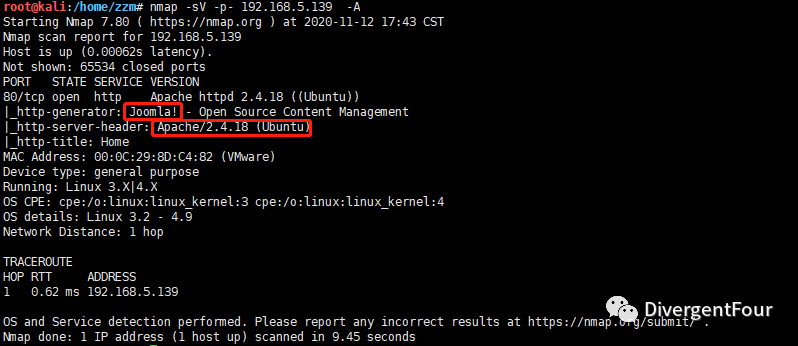 root@kali:/home/zzm# nmap -sV -p- 192.168.5.139  -A
Starting Nmap 7.80 ( https://nmap.org ) at 2020-11-12 17:43 CST
Nmap scan report for 192.168.5.139
Host is up (0.00062s latency).
Not shown: 65534 closed ports
PORT   STATE SERVICE VERSION
80/tcp open  http    Apache httpd 2.4.18 ((Ubuntu))
|_http-generator: Joomla! - Open Source Content Management
|_http-server-header: Apache/2.4.18 (Ubuntu)
|_http-title: Home
MAC Address: 00:0C:29:8D:C4:82 (VMware)
Device type: general purpose
Running: Linux 3.X|4.X
OS CPE: cpe:/o:linux:linux_kernel:3 cpe:/o:linux:linux_kernel:4
OS details: Linux 3.2 - 4.9
Network Distance: 1 hop
TRACEROUTE
HOP RTT     ADDRESS
1   0.62 ms 192.168.5.139
DivergentFour
OS and Service detection performed. Please report any incorrect results at https://nmap.org/submit/ .
Nmap done: 1 IP address (1 host up) scanned in 9.45 seconds